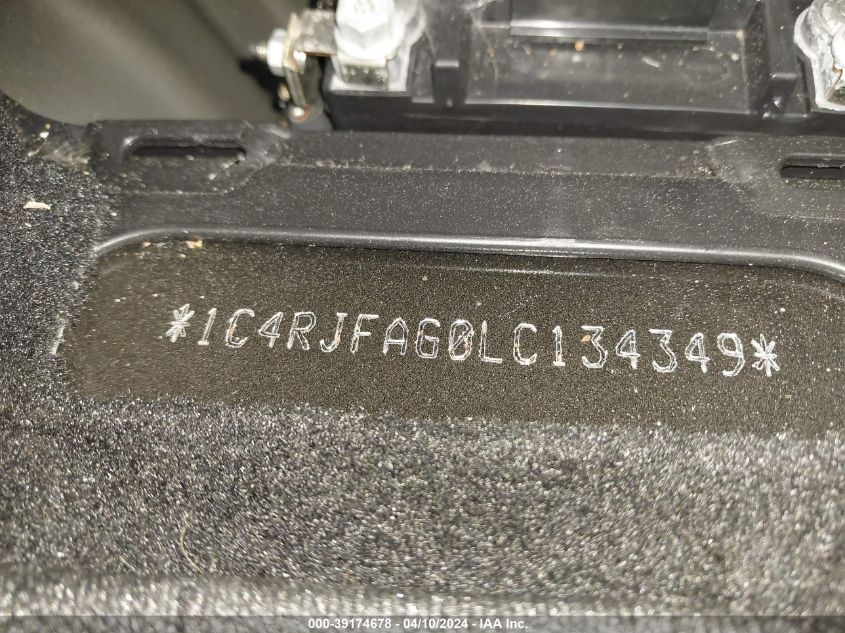 *1C4RJFAG0LC134349*
000-39174678 - 04/10/2024 - IAA Inc.